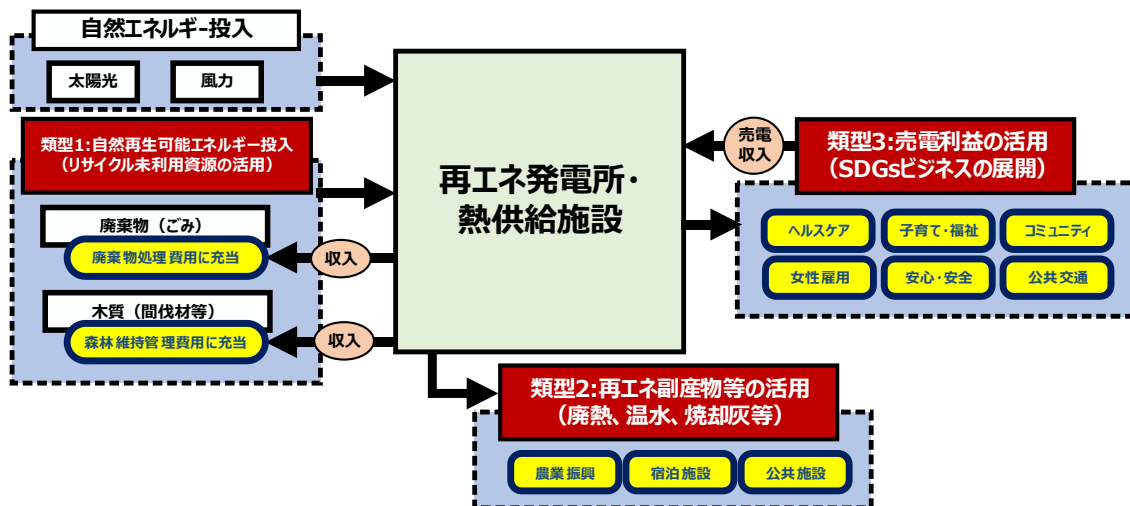 自然エネルギ-投入
太陽光
風力
類型1:自然再生可能エネルギー投入
（リサイクル未利用資源の活用）
廃棄物（ごみ）
廃棄物処理費用に充当
収入
木質（間伐材等）
森林維持管理費用に充当
収入
再エネ発電所・
熱供給施設
売電
収入
類型3:売電利益の活用
（SDGsビジネスの展開）
ヘルスケア
子育て・福祉
コミュニティ
女性雇用
安心・安全
公共交通
類型2:再エネ副産物等の活用
（廃熱、温水、焼却灰等）
農業振興
宿泊施設
公共施設